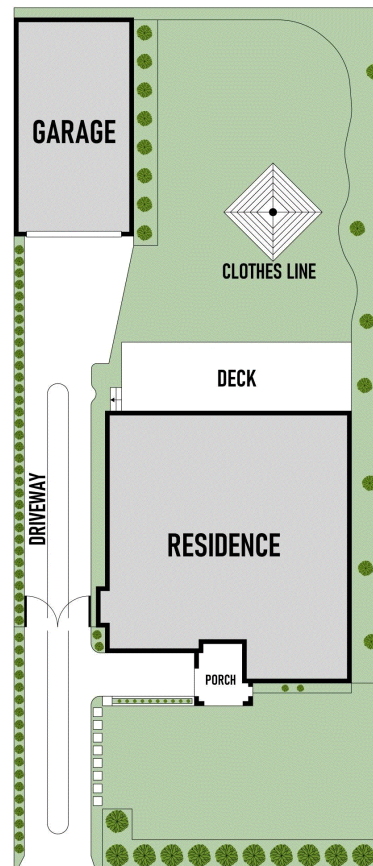 GARAGE
CLOTHES LINE
DECK
DRIVEWAY
RESIDENCE
PORCH